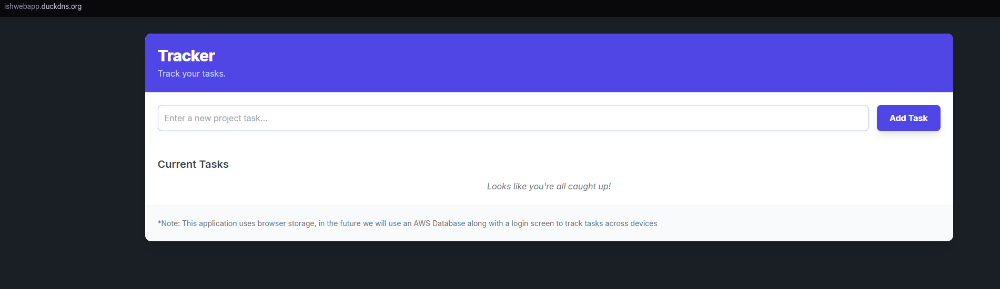 ishwebapp.duckdns.org
Tracker
Track your tasks.
Enter a new project task...
Add Task
Current Tasks
Looks like you're all caught up!
*Note: This application uses browser storage, in the future we will use an AWS Database along with a login screen to track tasks across devices